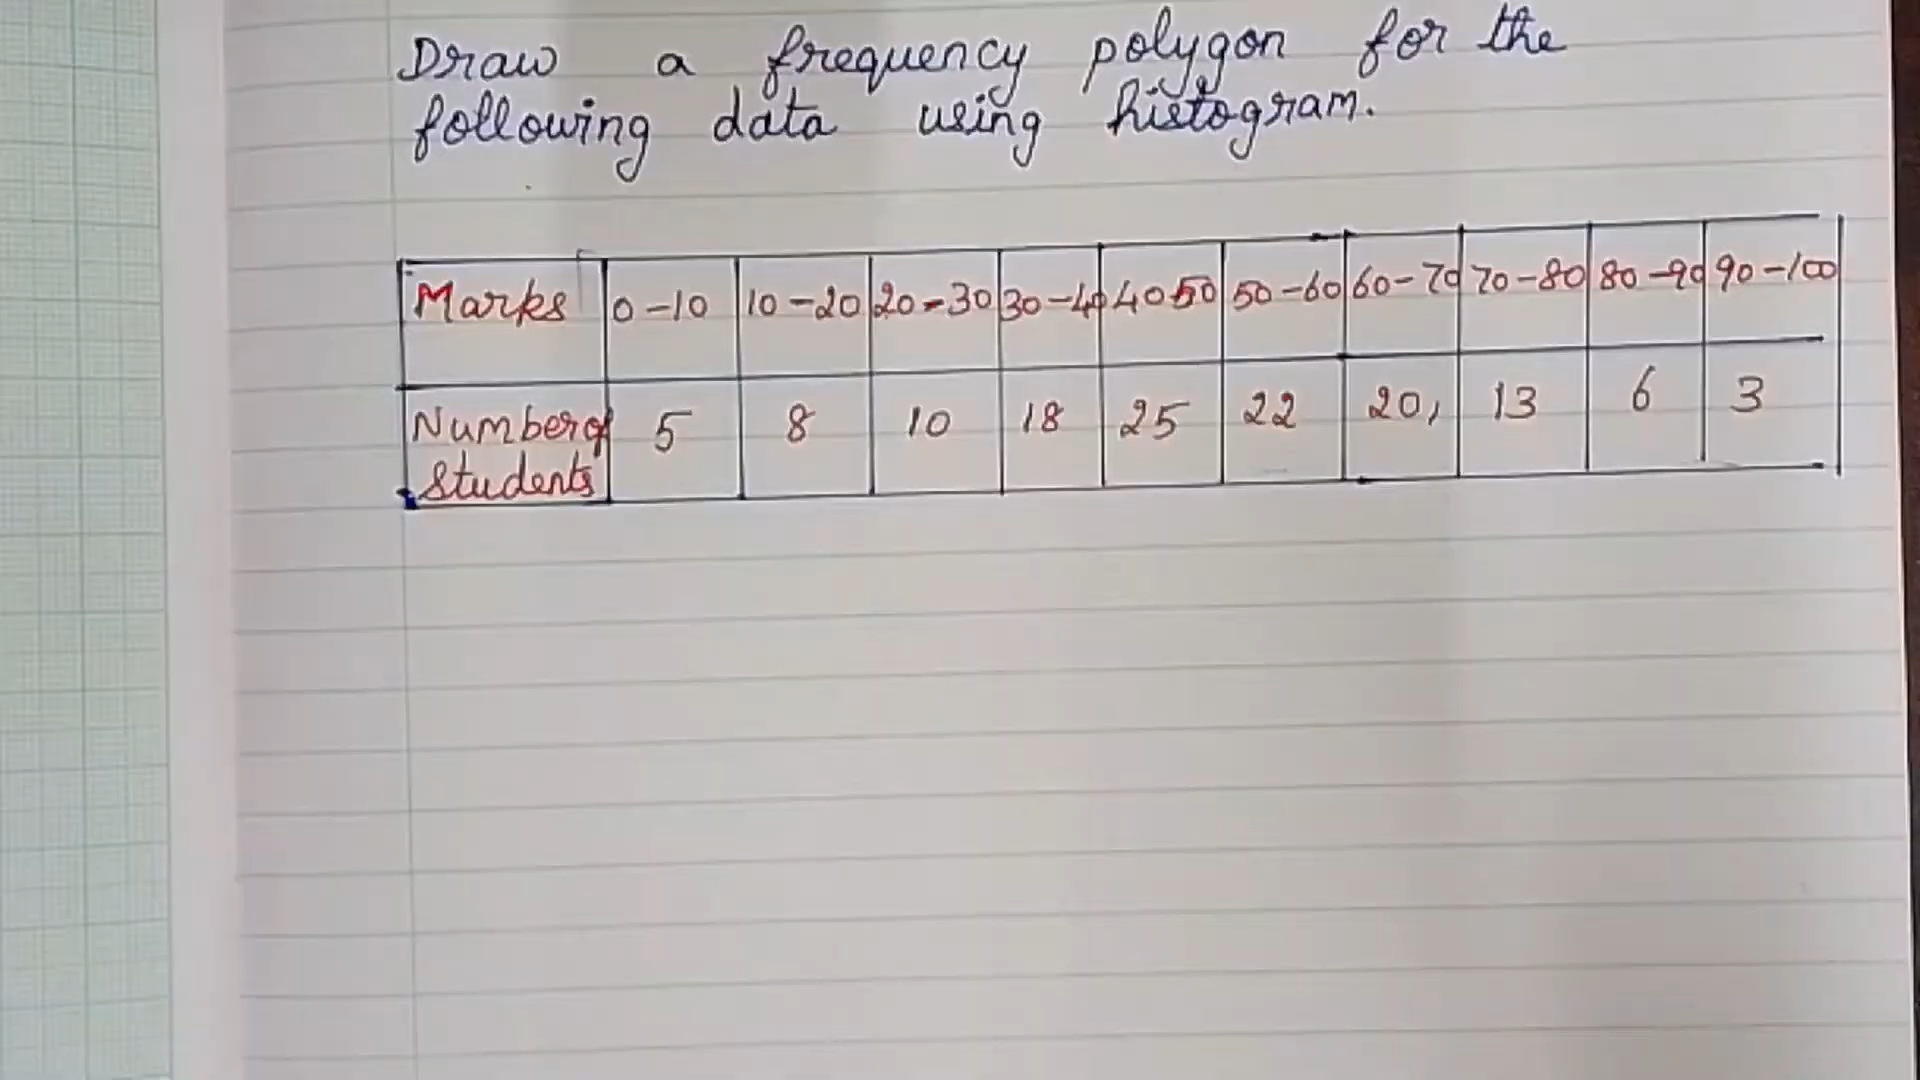 Draw a frequency polygon for the
following data using histogram.
Marks 0-10 10-20 20-30 30-40 40-50 50-60 60-70 70-80 80-90 90-100
Number of 5 8 10 18 25 22 20, 13 6 3
students